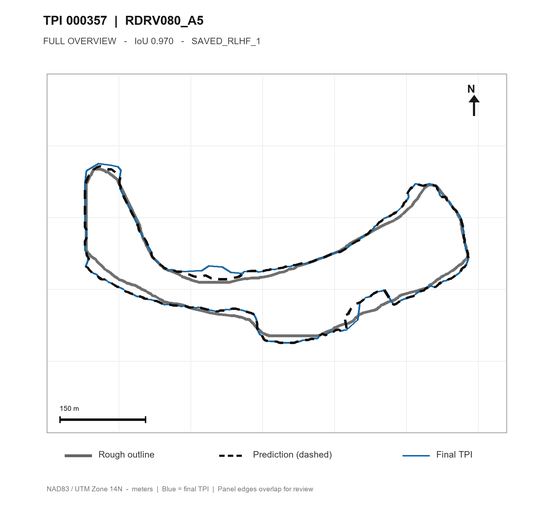 TPI 000357 | RDRV080_A5
FULL OVERVIEW - IoU 0.970 - SAVED_RLHF_1
N
150 m
Rough outline Prediction (dashed) Final TPI
NAD83 / UTM Zone 14N - meters | Blue = final TPI | Panel edges overlap for review